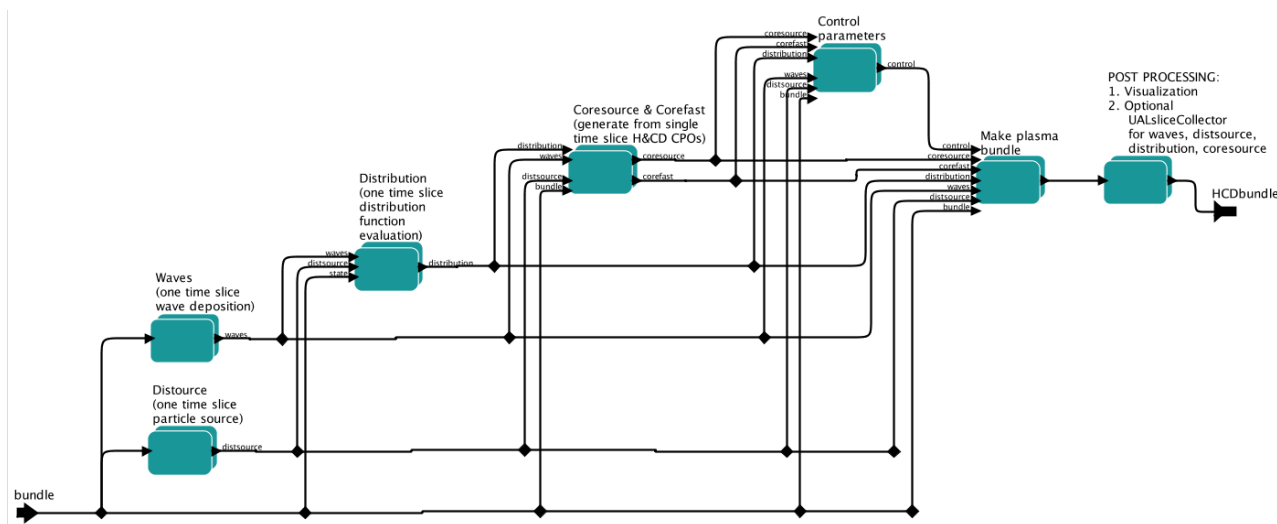 Control
parameters
coresource
corefast
distribution
waves
distsource
bundle
control
POST PROCESSING:
1. Visualization
2. Optional
UALsliceCollector
for waves, distsource,
distribution, coresource
Coresource & Corefast
(generate from single
time slice H&CD CPOs)
distribution
waves
distsource
bundle
coresource
corefast
Make plasma
bundle
control
coresource
corefast
distribution
waves
distsource
bundle
HCDbundle
Distribution
(one time slice
distribution
function
evaluation)
waves
distsource
state
distribution
Waves
(one time slice
wave deposition)
waves
Distource
(one time slice
particle source)
distsource
bundle